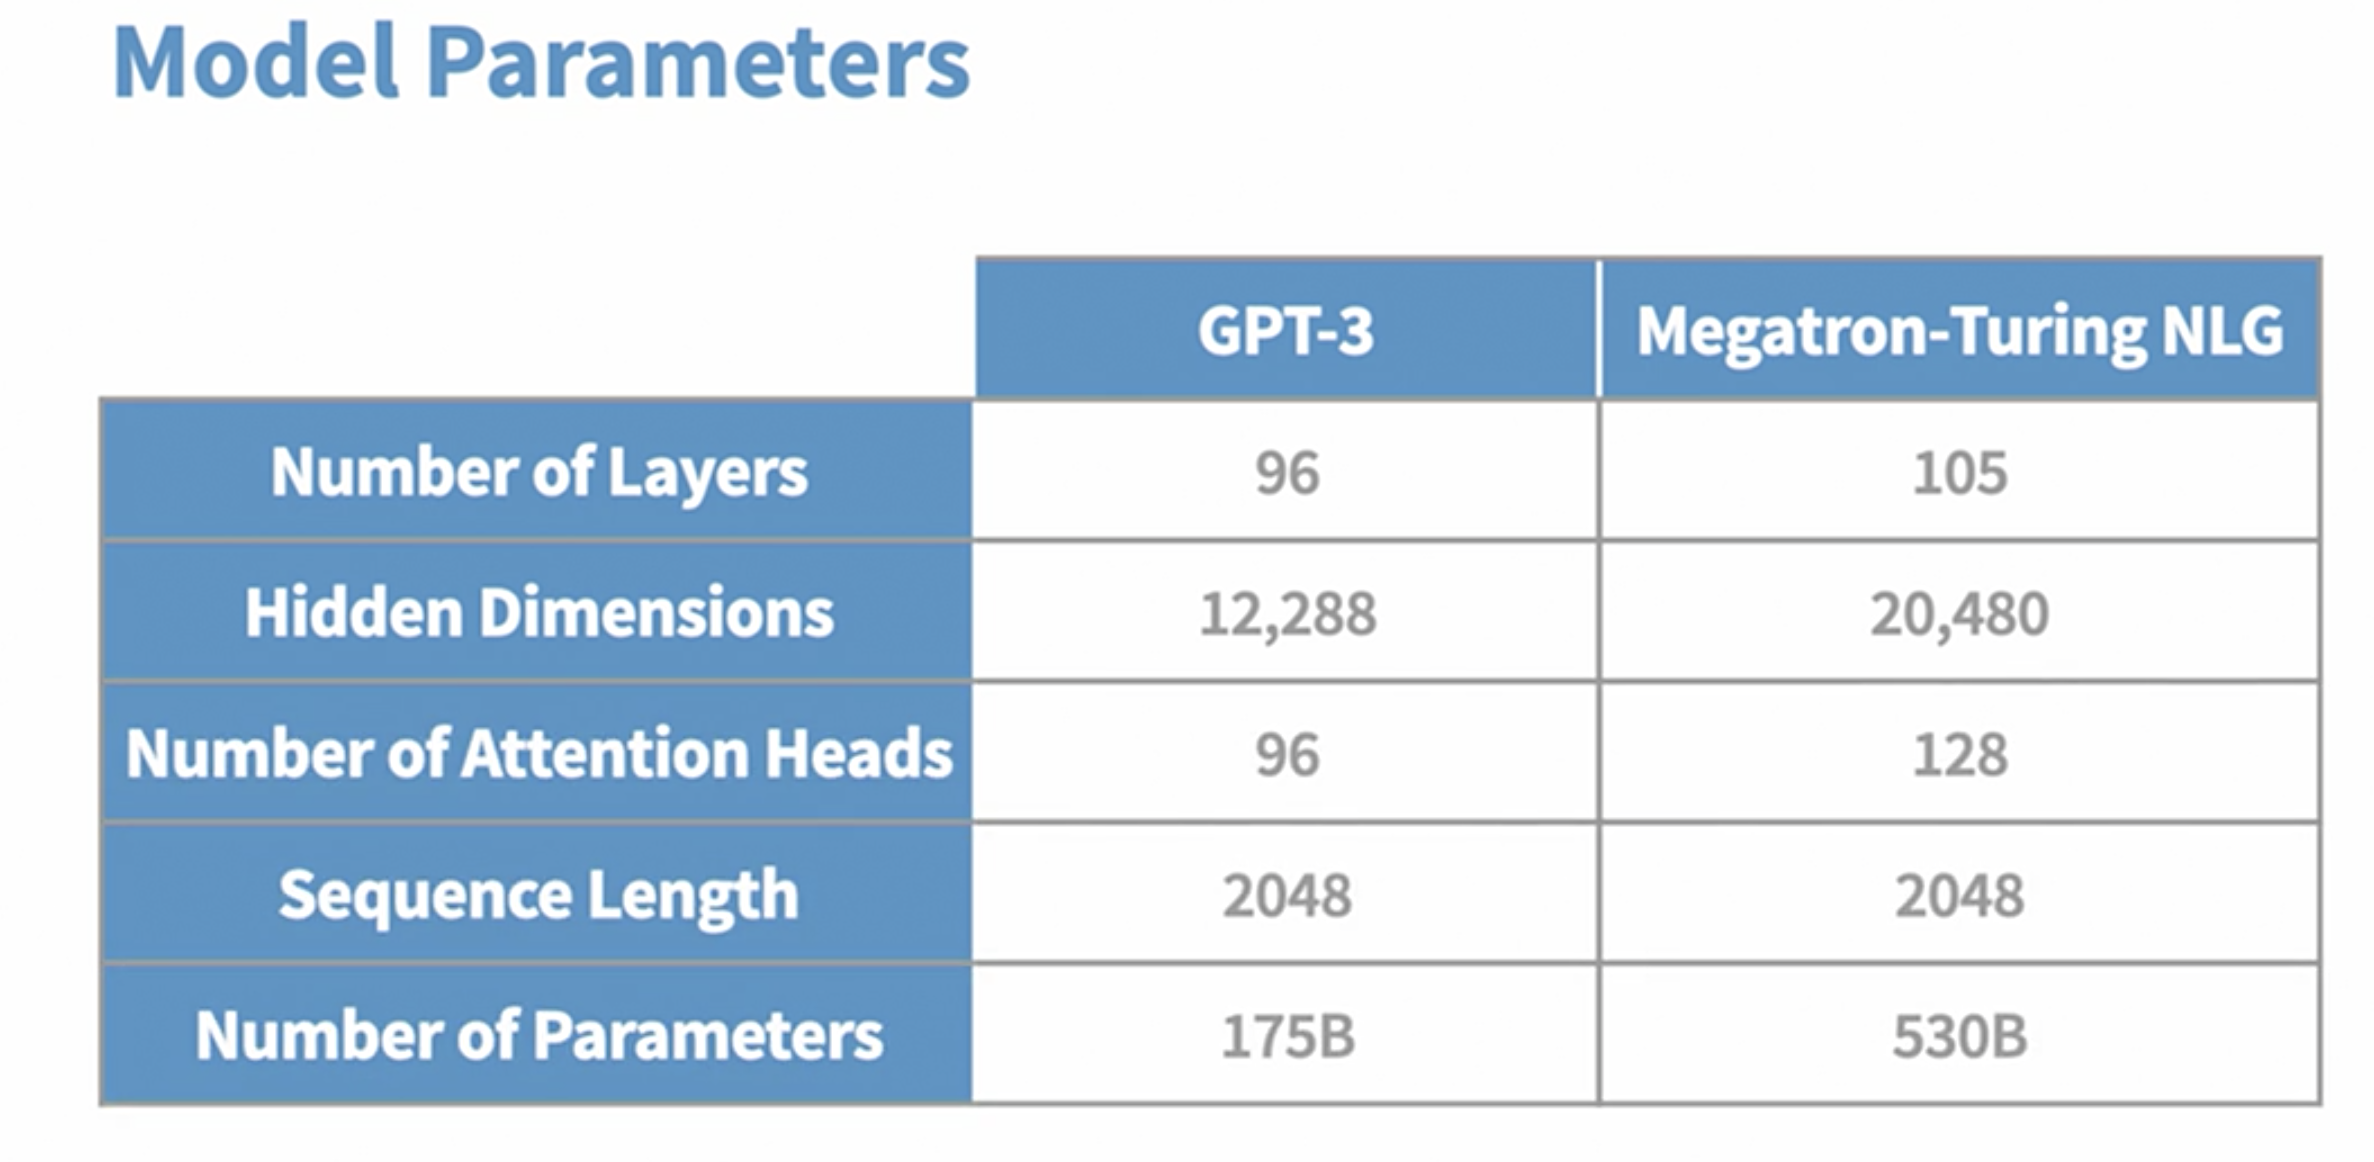 Model Parameters
GPT-3 Megatron-Turing NLG
Number of Layers 96 105
Hidden Dimensions 12,288 20,480
Number of Attention Heads 96 128
Sequence Length 2048 2048
Number of Parameters 175B 530B